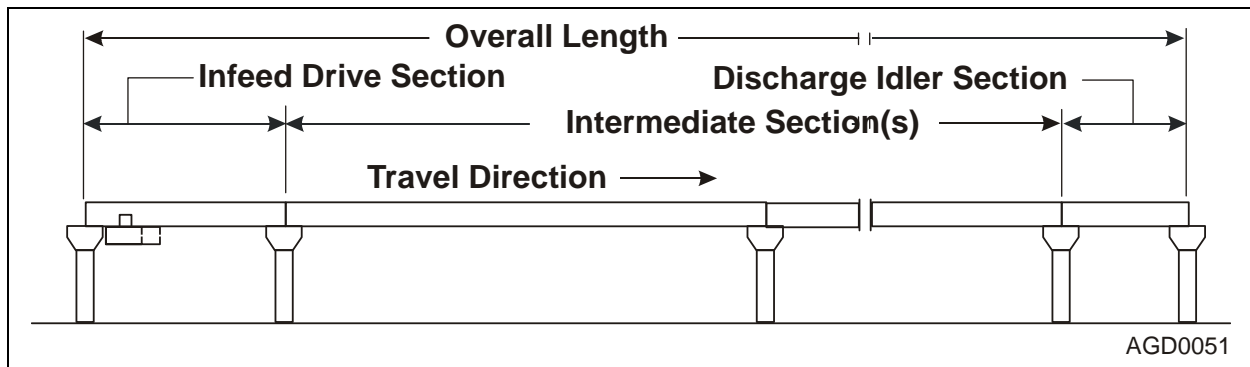 Overall Length
Infeed Drive Section
Discharge Idler Section
Intermediate Section(s)
Travel Direction
AGD0051